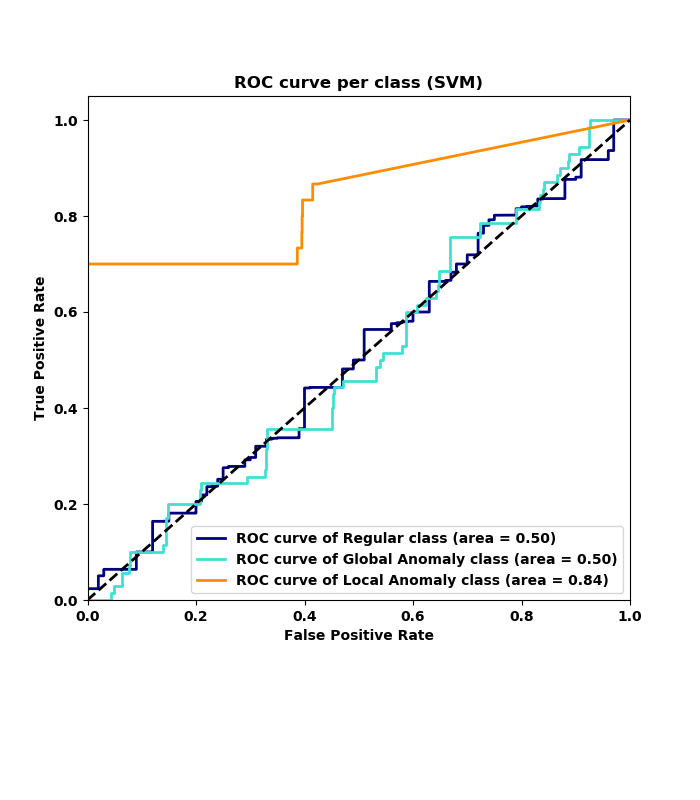 ROC curve per class (SVM)
1.0
0.8
0.6
0.4
0.2
0.0
True Positive Rate
ROC curve of Regular class (area = 0.50)
ROC curve of Global Anomaly class (area = 0.50)
ROC curve of Local Anomaly class (area = 0.84)
0.0 0.2 0.4 0.6 0.8 1.0
False Positive Rate